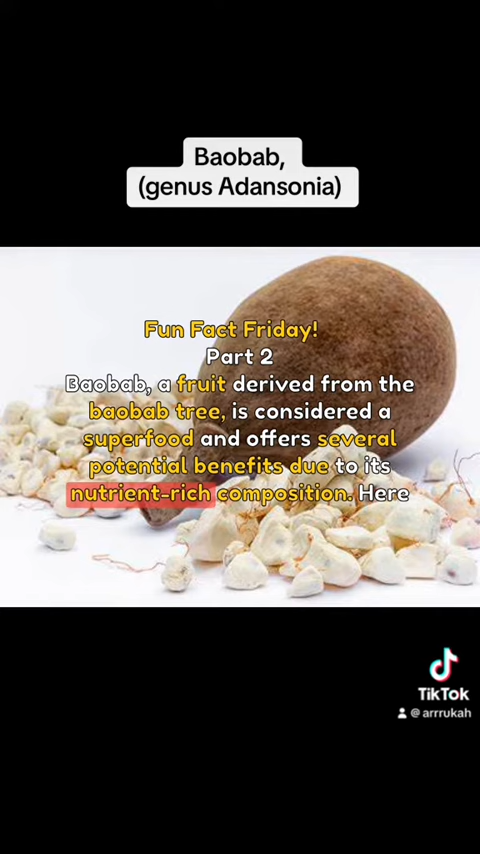 Baobab,
(genus Adansonia)
Fun Fact Friday!
Part 2
Baobab, a fruit derived from the
baobab tree, is considered a
superfood and offers several
potential benefits due to its
nutrient-rich composition. Here
TikTok
@ arrrukah